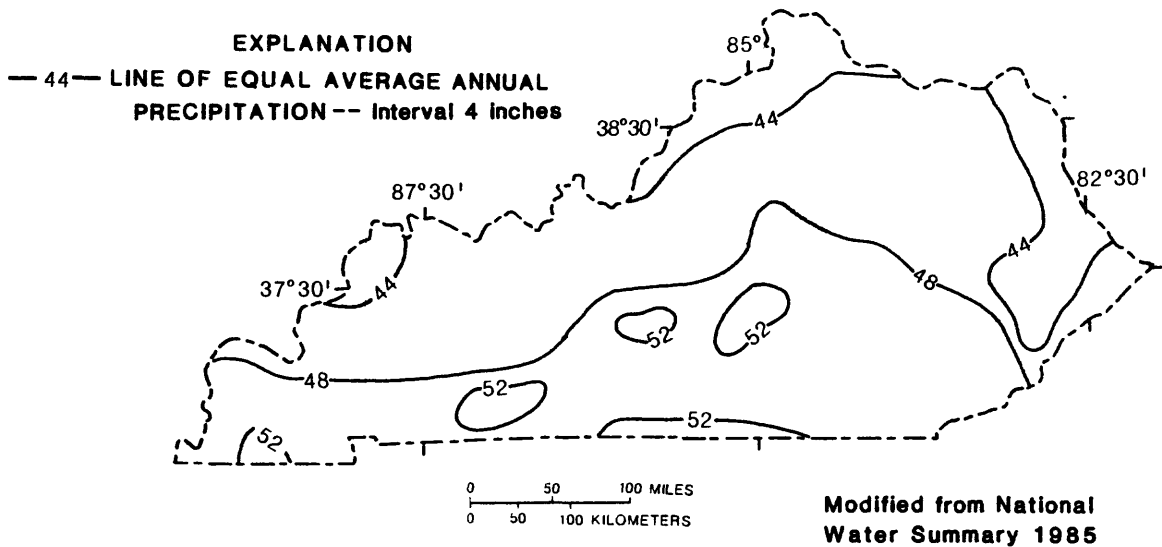 EXPLANATION
— 44 — LINE OF EQUAL AVERAGE ANNUAL
PRECIPITATION -- Interval 4 inches
85°
44
38°30'
82°30'
87°30'
44
37°30'
44
48
52
52
48
52
52
52
0 50 100 MILES
0 50 100 KILOMETERS
Modified from National
Water Summary 1985